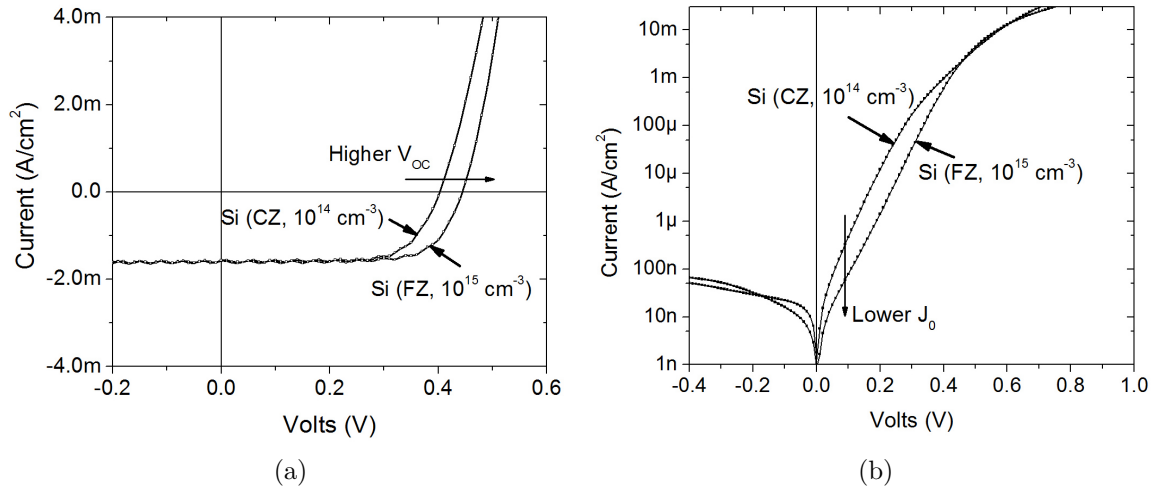 4.0m
2.0m
0.0
-2.0m
-4.0m
Current (A/cm²)
Higher V_OC
Si (CZ, 10¹⁴ cm⁻³)
Si (FZ, 10¹⁵ cm⁻³)
-0.2
0.0
0.2
0.4
0.6
Volts (V)
(a)
10m
1m
100µ
10µ
1µ
100n
10n
1n
Current (A/cm²)
Si (CZ, 10¹⁴ cm⁻³)
Si (FZ, 10¹⁵ cm⁻³)
Lower J₀
-0.4
-0.2
0.0
0.2
0.4
0.6
0.8
1.0
Volts (V)
(b)